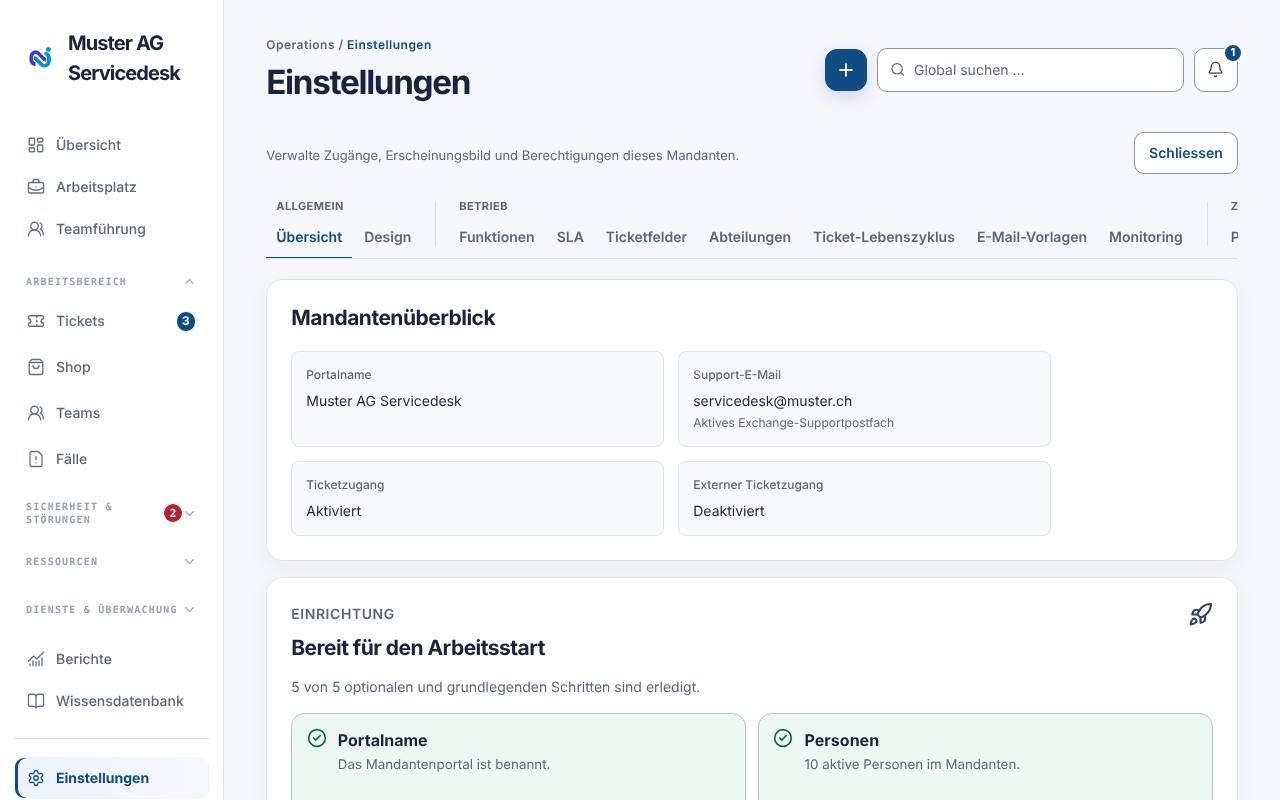 Muster AG
Servicedesk
Übersicht
Arbeitsplatz
Teamführung
ARBEITSBEREICH
Tickets 3
Shop
Teams
Fälle
SICHERHEIT &
STÖRUNGEN 2
RESSOURCEN
DIENSTE & ÜBERWACHUNG
Berichte
Wissensdatenbank
Einstellungen
Operations / Einstellungen
Einstellungen
Global suchen ...
1
Verwalte Zugänge, Erscheinungsbild und Berechtigungen dieses Mandanten.
Schliessen
ALLGEMEIN
Übersicht Design
BETRIEB
Funktionen SLA Ticketfelder Abteilungen Ticket-Lebenszyklus E-Mail-Vorlagen Monitoring
Mandantenüberblick
Portalname
Muster AG Servicedesk
Support-E-Mail
servicedesk@muster.ch
Aktives Exchange-Supportpostfach
Ticketzugang
Aktiviert
Externer Ticketzugang
Deaktiviert
EINRICHTUNG
Bereit für den Arbeitsstart
5 von 5 optionalen und grundlegenden Schritten sind erledigt.
Portalname
Das Mandantenportal ist benannt.
Personen
10 aktive Personen im Mandanten.